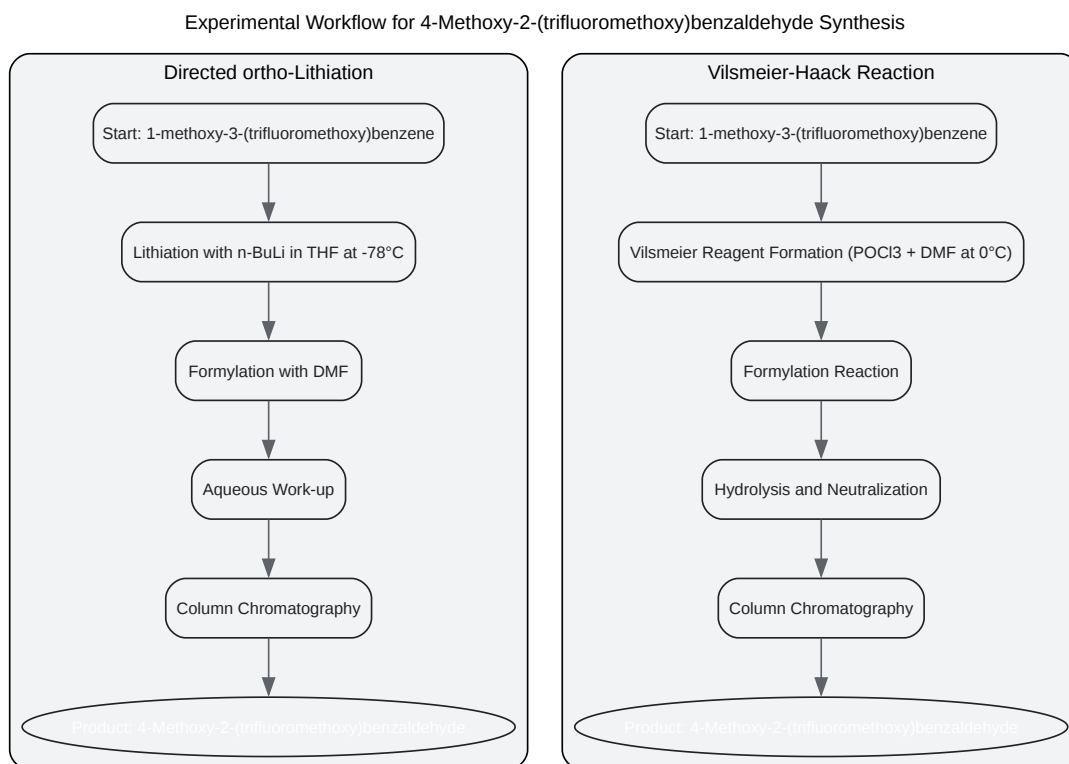 Experimental Workflow for 4-Methoxy-2-(trifluoromethoxy)benzaldehyde Synthesis
Directed ortho-Lithiation
Start: 1-methoxy-3-(trifluoromethoxy)benzene
Lithiation with n-BuLi in THF at -78°C
Formylation with DMF
Aqueous Work-up
Column Chromatography
Product: 4-Methoxy-2-(trifluoromethoxy)benzaldehyde
Vilsmeier-Haack Reaction
Start: 1-methoxy-3-(trifluoromethoxy)benzene
Vilsmeier Reagent Formation (POCl3 + DMF at 0°C)
Formylation Reaction
Hydrolysis and Neutralization
Column Chromatography
Product: 4-Methoxy-2-(trifluoromethoxy)benzaldehyde